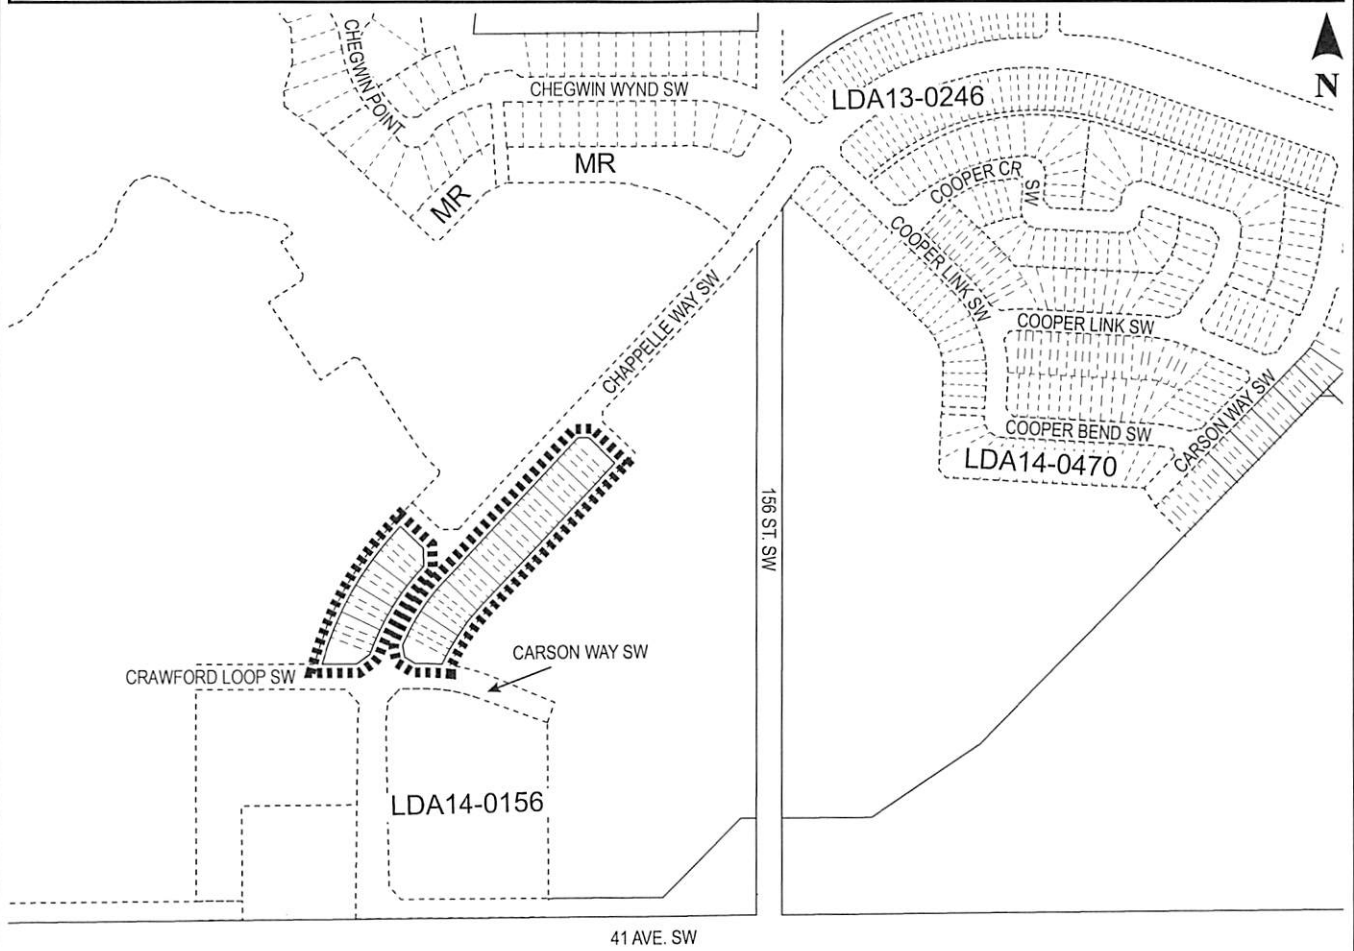 CHEGWIN POINT
CHEGWIN WYND SW
LDA13-0246
N
MR
MR
COOPER CR
SW
COOPER LINK SW
CHAPPELLE WAY SW
COOPER LINK SW
CARSON WAY SW
COOPER BEND SW
LDA14-0470
156 ST. SW
CARSON WAY SW
CRAWFORD LOOP SW
LDA14-0156
41 AVE. SW